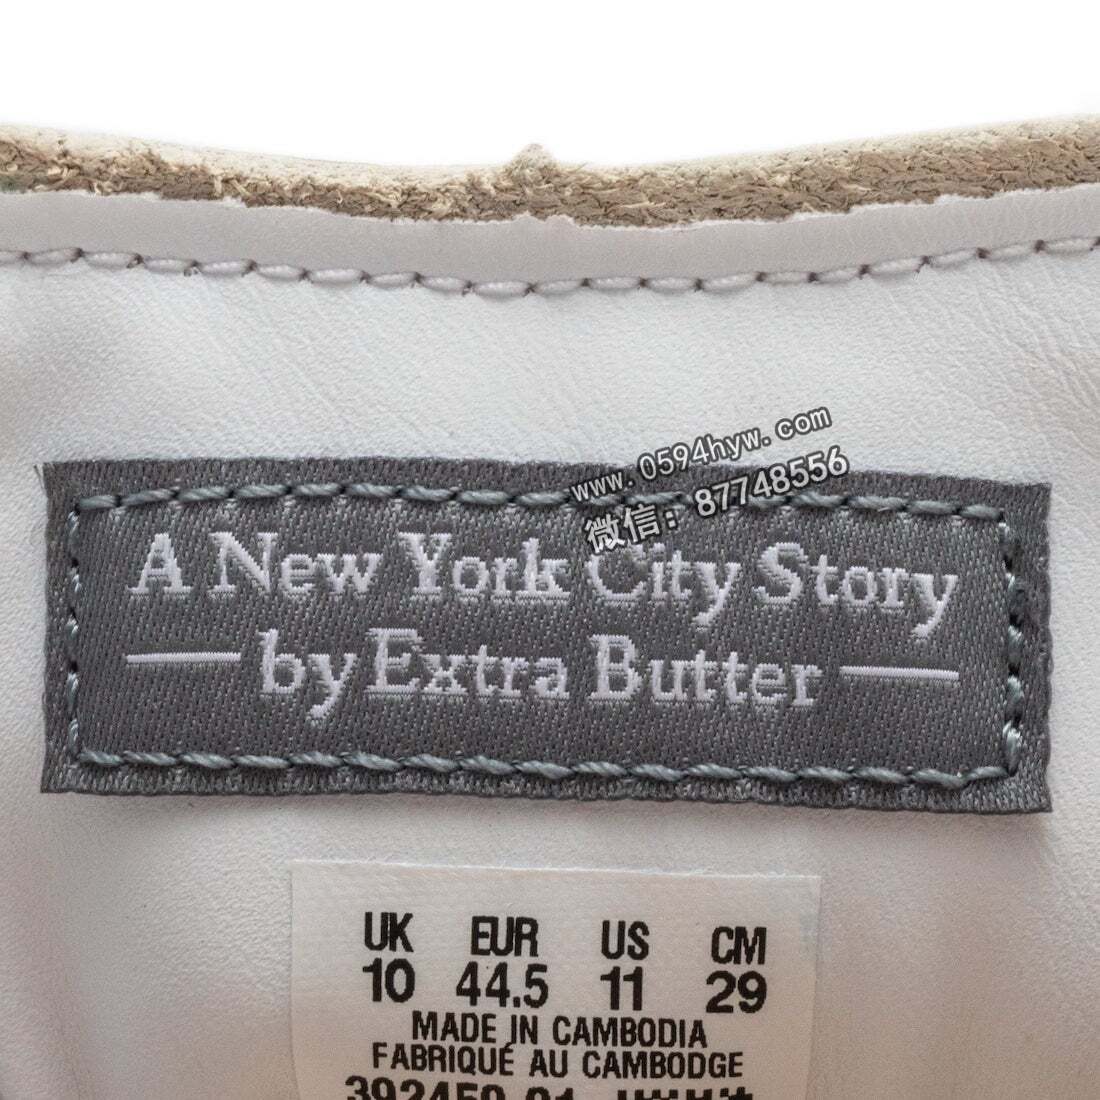 www.0594hyw.com
微信：87748556
A New York City Story
by Extra Butter
UK EUR US CM
10 44.5 11 29
MADE IN CAMBODIA
FABRIQUÉ AU CAMBODGE